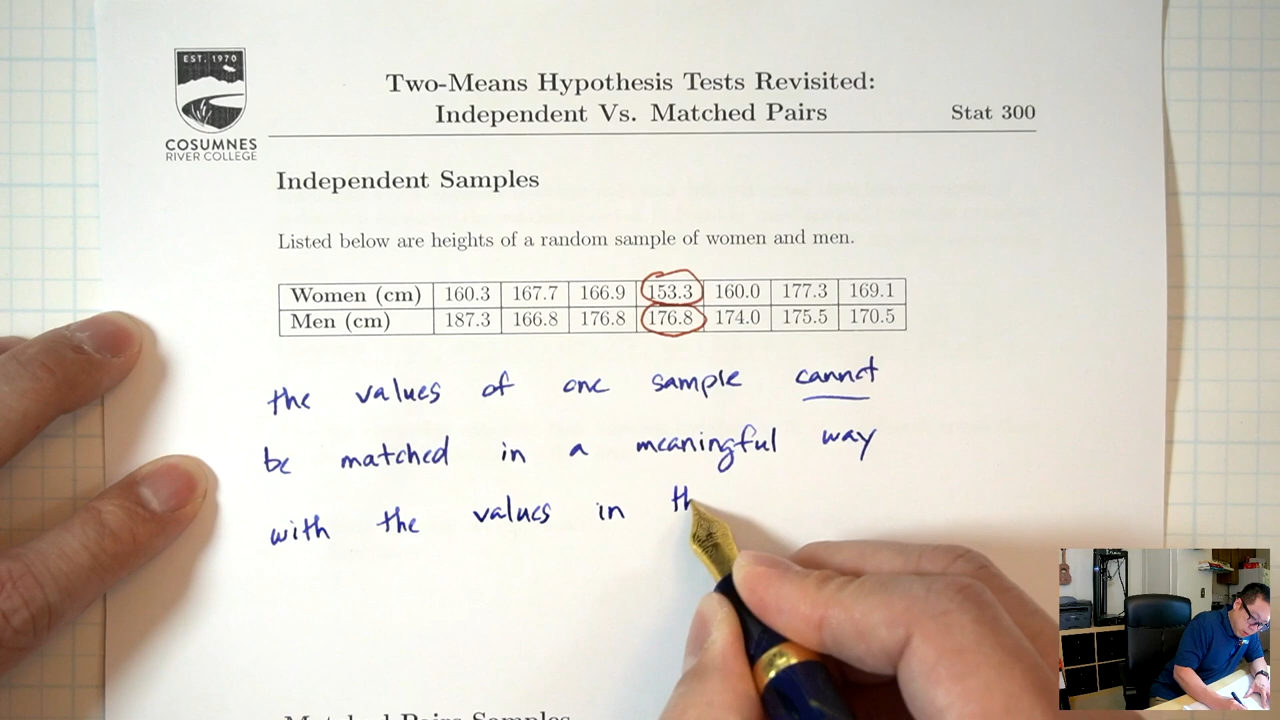 EST. 1970
COSUMNES
RIVER COLLEGE
Two-Means Hypothesis Tests Revisited:
Independent Vs. Matched Pairs
Stat 300
Independent Samples
Listed below are heights of a random sample of women and men.
Women (cm) 160.3 167.7 166.9 153.3 160.0 177.3 169.1
Men (cm) 187.3 166.8 176.8 176.8 174.0 175.5 170.5
the values of one sample cannot
be matched in a meaningful way
with the values in th
Matched Pairs Samples